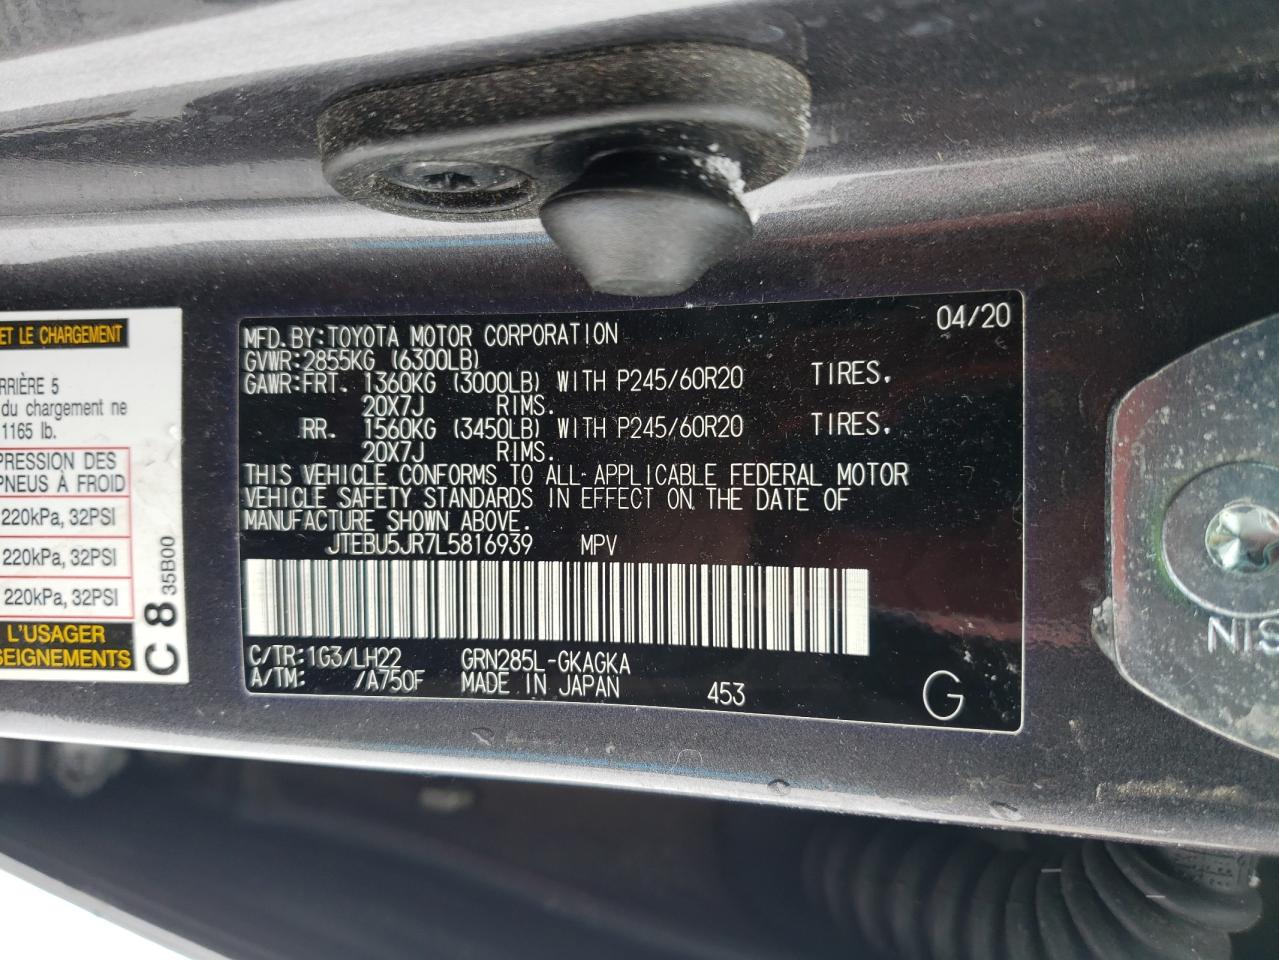 ET LE CHARGEMENT
RRIÈRE 5
du chargement ne
1165 lb.
PRESSION DES
PNEUS À FROID
220kPa, 32PSI
220kPa, 32PSI
220kPa, 32PSI
L'USAGER
SEIGNEMENTS
C 8 35B00
04/20
MFD. BY: TOYOTA MOTOR CORPORATION
GVWR: 2855KG (6300LB)
GAWR: FRT. 1360KG (3000LB) WITH P245/60R20 TIRES.
20X7J RIMS.
RR. 1560KG (3450LB) WITH P245/60R20 TIRES.
20X7J RIMS.
THIS VEHICLE CONFORMS TO ALL APPLICABLE FEDERAL MOTOR
VEHICLE SAFETY STANDARDS IN EFFECT ON THE DATE OF
MANUFACTURE SHOWN ABOVE.
JTEBU5JR7L5816939 MPV
C/TR: 1G3/LH22 GRN285L-GKAGKA
A/TM: /A750F MADE IN JAPAN 453
G
NIS